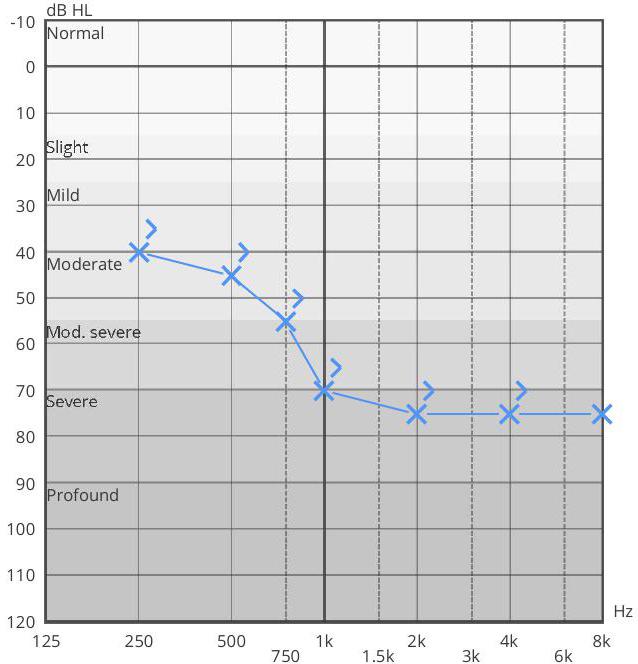 dB HL
-10
Normal
0
10
Slight
20
Mild
30
40
Moderate
50
Mod. severe
60
70
Severe
80
90
Profound
100
110
120
Hz
125 250 500 1k 2k 4k 8k
750 1.5k 3k 6k